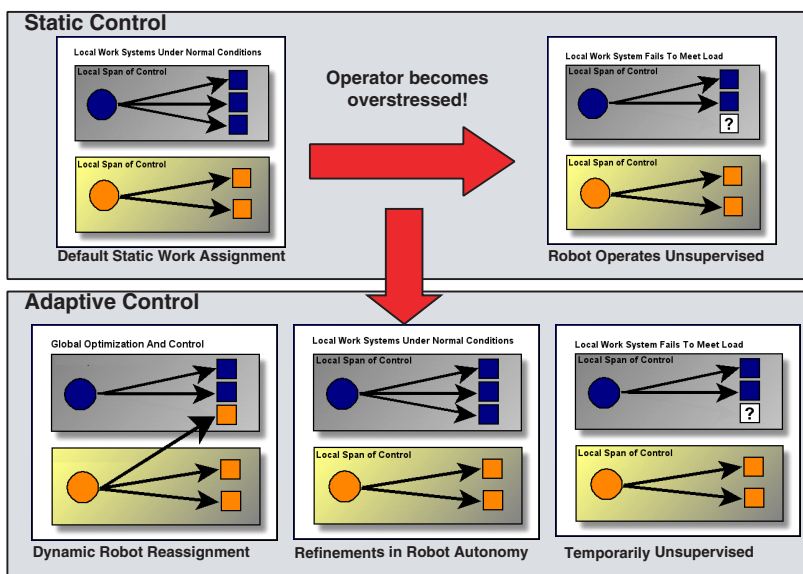 Static Control
Local Work Systems Under Normal Conditions
Local Span of Control
Local Span of Control
Default Static Work Assignment
Operator becomes
overstressed!
Local Work System Fails To Meet Load
Local Span of Control
?
Local Span of Control
Robot Operates Unsupervised
Adaptive Control
Global Optimization And Control
Dynamic Robot Reassignment
Local Work Systems Under Normal Conditions
Local Span of Control
Local Span of Control
Refinements in Robot Autonomy
Local Work System Fails To Meet Load
Local Span of Control
?
Local Span of Control
Temporarily Unsupervised